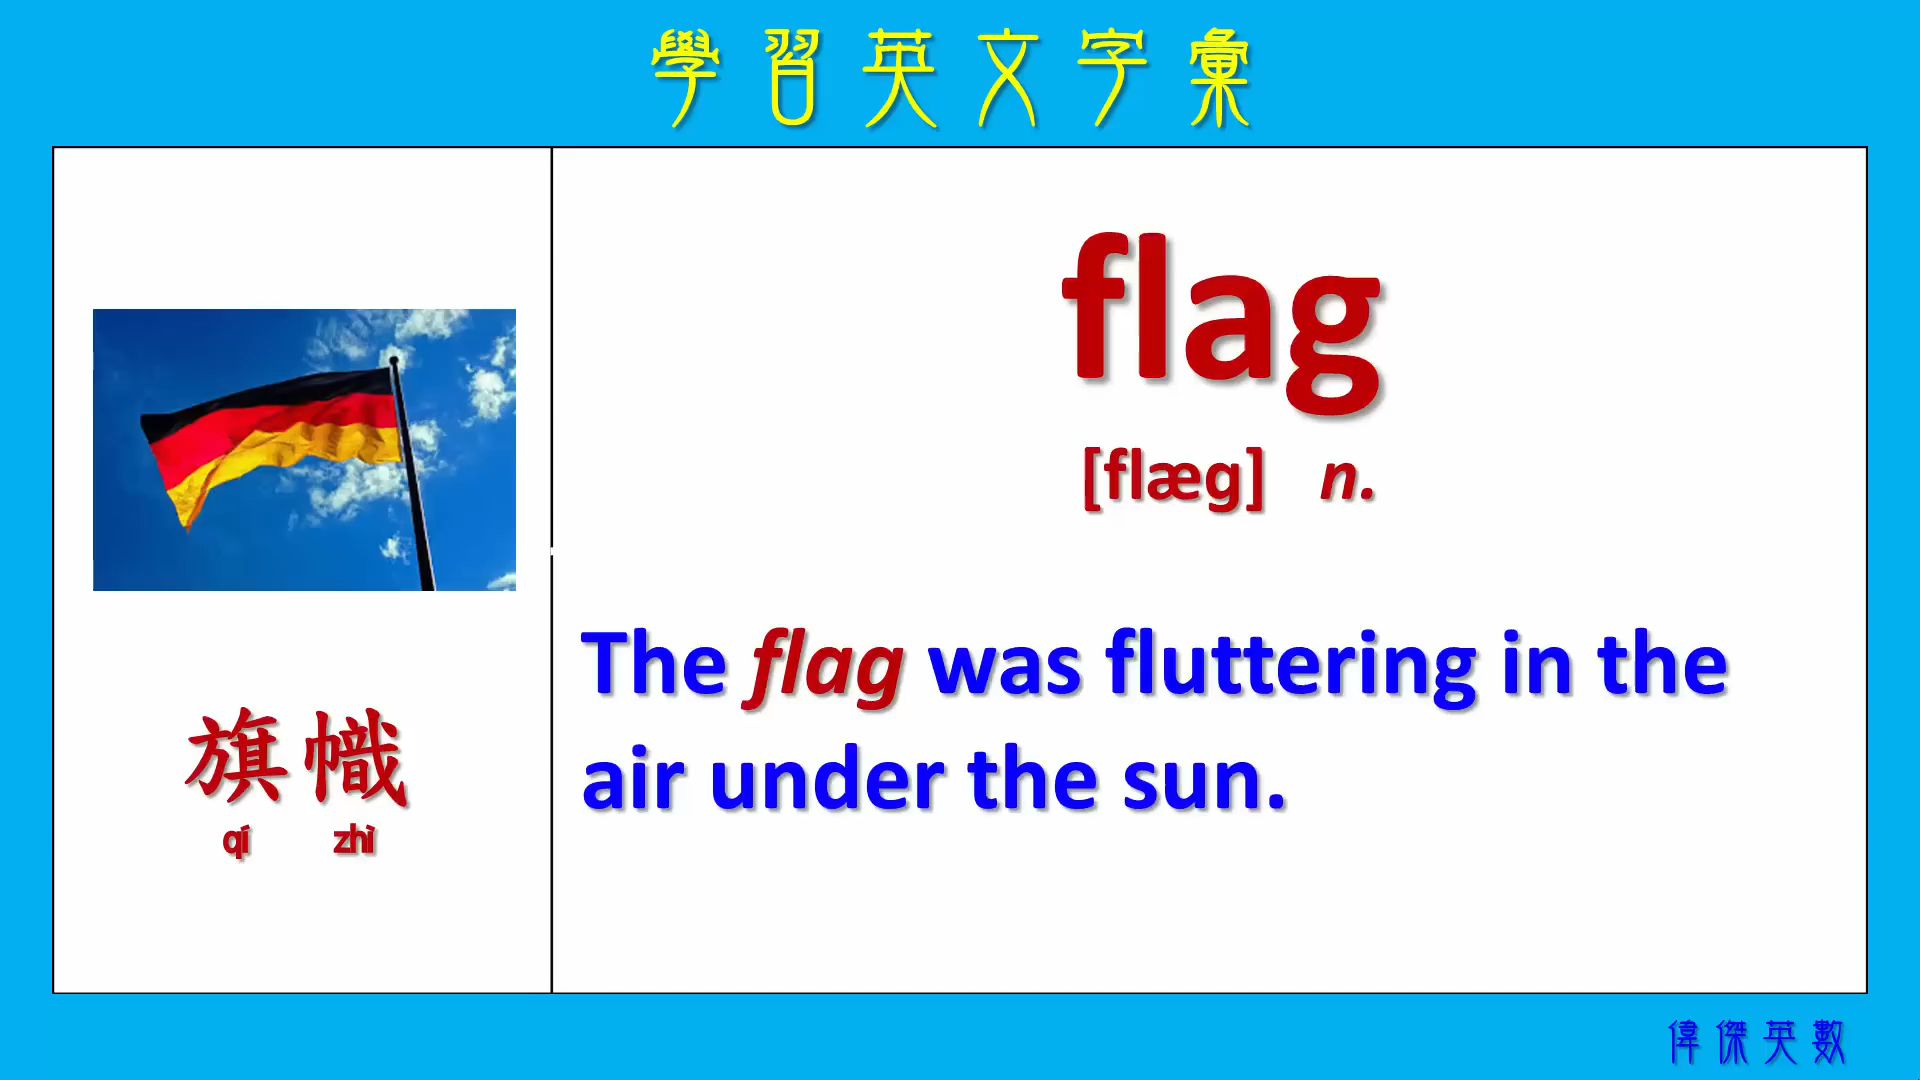 學習英文字彙
flag
[flæg] n.
The flag was fluttering in the
air under the sun.
旗幟
qí zhì
偉傑英數